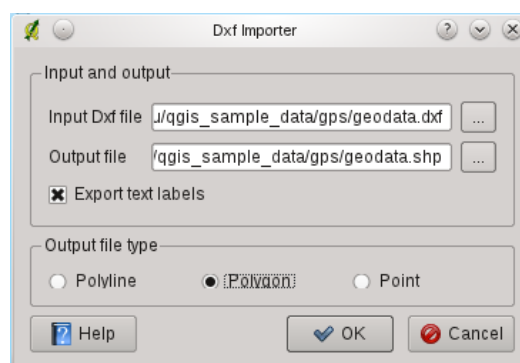 Dxf Importer
Input and output
Input Dxf file u/qgis_sample_data/gps/geodata.dxf ...
Output file /qgis_sample_data/gps/geodata.shp ...
Export text labels
Output file type
Polyline Polygon Point
Help OK Cancel